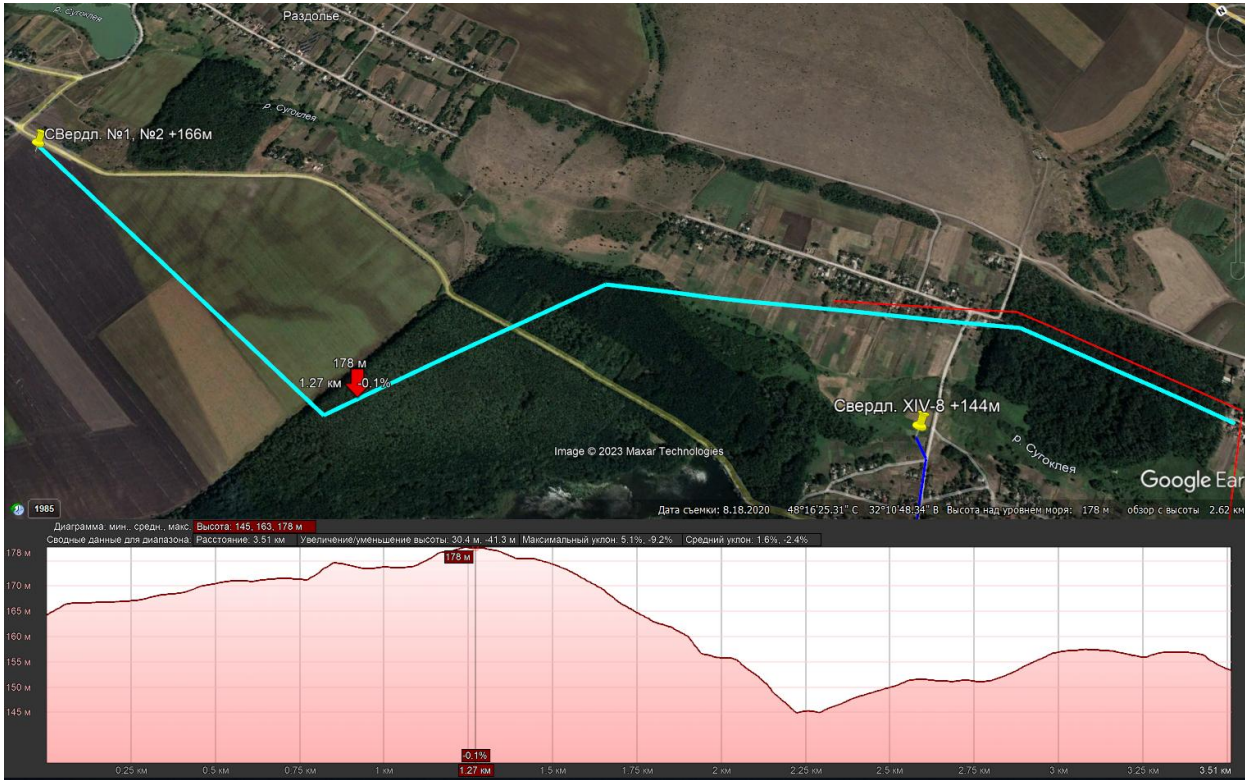 р. Сугоклея
Раздолье
N
р. Сугоклея
СВердл. №1, №2 +166м
178 м
1.27 км -0.1%
Свердл. XIV-8 +144м
р. Сугоклея
Image © 2023 Maxar Technologies
Google Ear
1985
Дата съемки: 8.18.2020 48°16'25.31" С 32°10'48.34" В Высота над уровнем моря: 178 м обзор с высоты 2.62 км
Диаграмма: мин., средн., макс. Высота: 145, 163, 178 м
Сводные данные для диапазона: Расстояние: 3.51 км Увеличение/уменьшение высоты: 30.4 м, -41.3 м Максимальный уклон: 5.1%, -9.2% Средний уклон: 1.6%, -2.4%
178 м
178 м
170 м
165 м
160 м
155 м
150 м
145 м
-0.1%
0.25 км 0.5 км 0.75 км 1 км 1.27 км 1.5 км 1.75 км 2 км 2.25 км 2.5 км 2.75 км 3 км 3.25 км 3.51 км